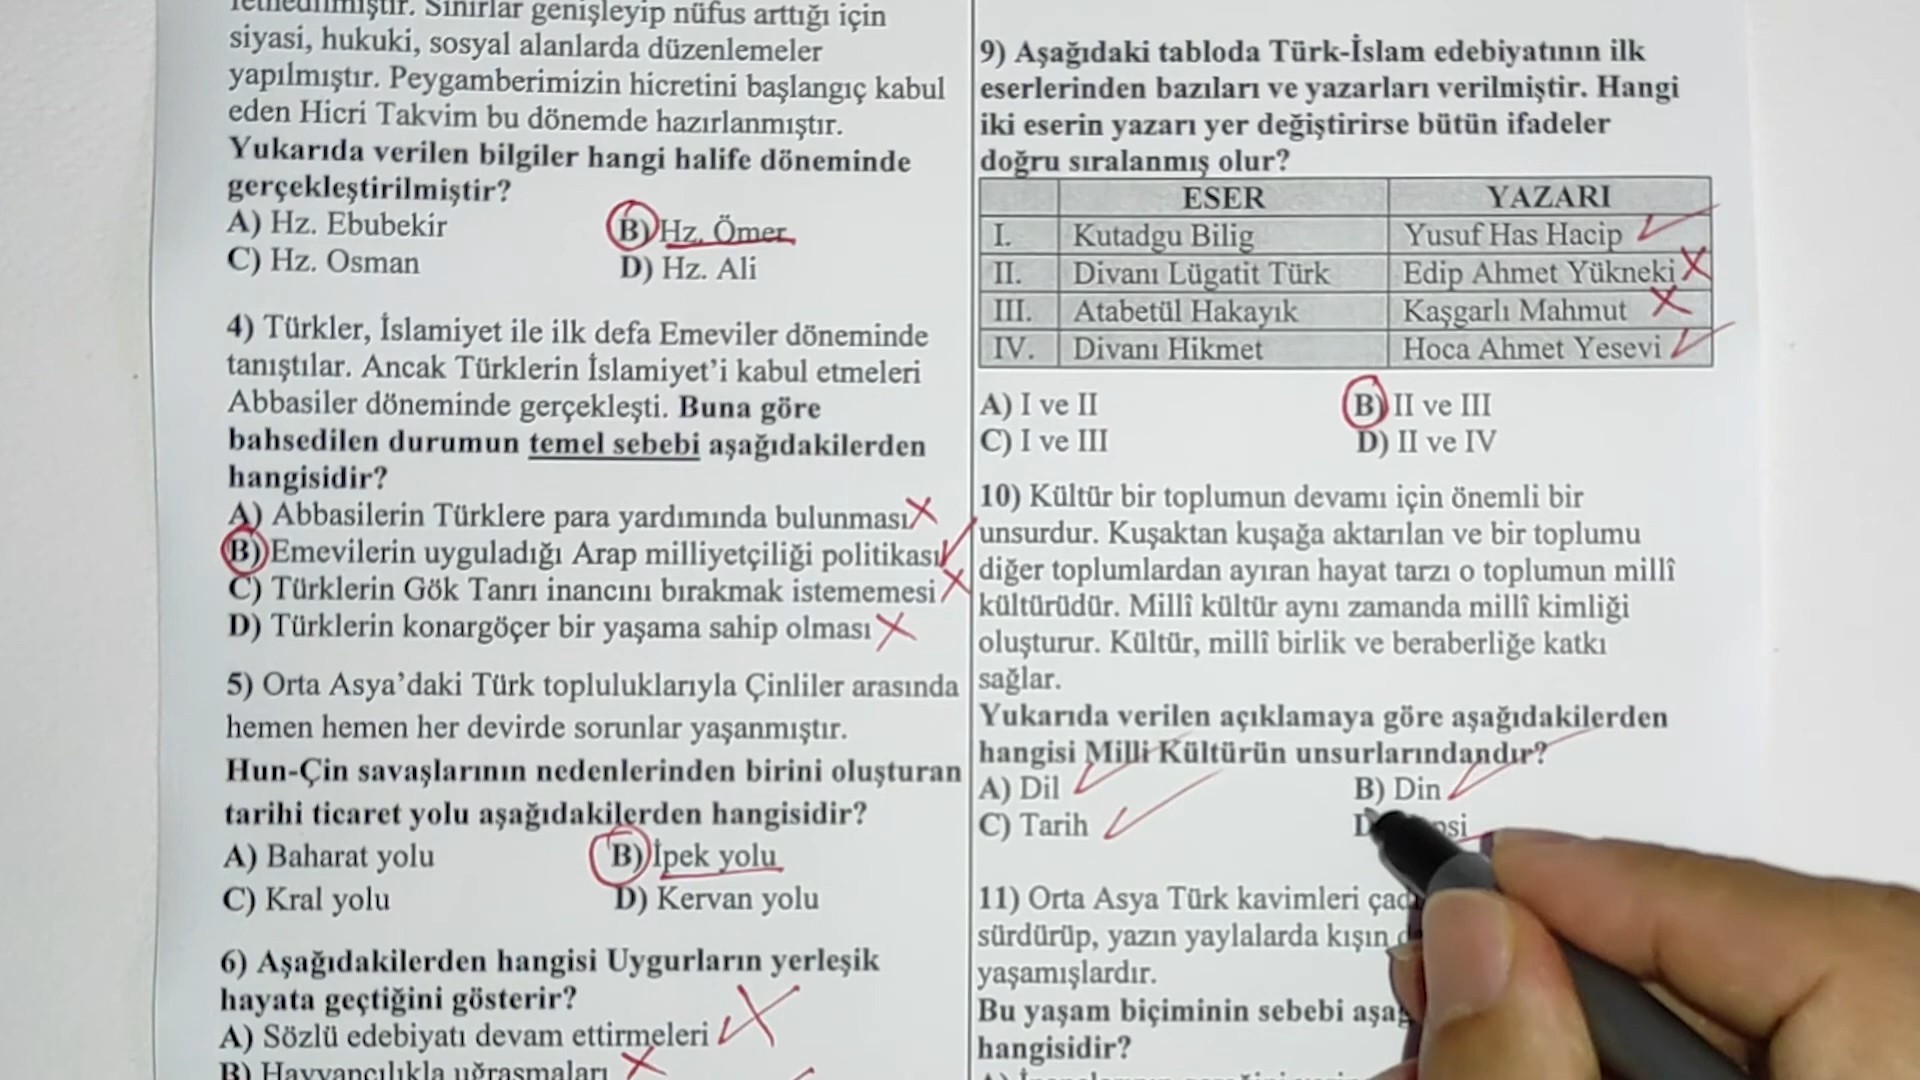 Sınırlar genişleyip nüfus arttığı için
siyasi, hukuki, sosyal alanlarda düzenlemeler
yapılmıştır. Peygamberimizin hicretini başlangıç kabul
eden Hicri Takvim bu dönemde hazırlanmıştır.
Yukarıda verilen bilgiler hangi halife döneminde
gerçekleştirilmiştir?
A) Hz. Ebubekir
B) Hz. Ömer
C) Hz. Osman
D) Hz. Ali
4) Türkler, İslamiyet ile ilk defa Emeviler döneminde
tanıştılar. Ancak Türklerin İslamiyet’i kabul etmeleri
Abbasiler döneminde gerçekleşti. Buna göre
bahsedilen durumun temel sebebi aşağıdakilerden
hangisidir?
A) Abbasilerin Türklere para yardımında bulunması
B) Emevilerin uyguladığı Arap milliyetçiliği politikası
C) Türklerin Gök Tanrı inancını bırakmak istememesi
D) Türklerin konargöçer bir yaşama sahip olması
5) Orta Asya’daki Türk topluluklarıyla Çinliler arasında
hemen hemen her devirde sorunlar yaşanmıştır.
Hun-Çin savaşlarının nedenlerinden birini oluşturan
tarihi ticaret yolu aşağıdakilerden hangisidir?
A) Baharat yolu
B) İpek yolu
C) Kral yolu
D) Kervan yolu
6) Aşağıdakilerden hangisi Uygurların yerleşik
hayata geçtiğini gösterir?
A) Sözlü edebiyatı devam ettirmeleri
B) Hayvancılıkla uğraşmaları
9) Aşağıdaki tabloda Türk-İslam edebiyatının ilk
eserlerinden bazıları ve yazarları verilmiştir. Hangi
iki eserin yazarı yer değiştirirse bütün ifadeler
doğru sıralanmış olur?
ESER YAZARI
I. Kutadgu Bilig Yusuf Has Hacip
II. Divanı Lügatit Türk Edip Ahmet Yükneki
III. Atabetül Hakayık Kaşgarlı Mahmut
IV. Divanı Hikmet Hoca Ahmet Yesevi
A) I ve II
B) II ve III
C) I ve III
D) II ve IV
10) Kültür bir toplumun devamı için önemli bir
unsurdur. Kuşaktan kuşağa aktarılan ve bir toplumu
diğer toplumlardan ayıran hayat tarzı o toplumun millî
kültürüdür. Millî kültür aynı zamanda millî kimliği
oluşturur. Kültür, millî birlik ve beraberliğe katkı
sağlar.
Yukarıda verilen açıklamaya göre aşağıdakilerden
hangisi Milli Kültürün unsurlarındandır?
A) Dil
B) Din
C) Tarih
11) Orta Asya Türk kavimleri
sürdürüp, yazın yaylalarda kışın
yaşamışlardır.
Bu yaşam biçiminin sebebi
hangisidir?